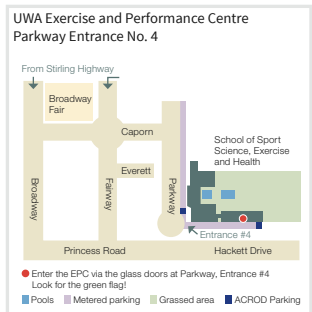 UWA Exercise and Performance Centre
Parkway Entrance No. 4
From Stirling Highway
Broadway
Fair
Caporn
School of Sport
Science, Exercise
and Health
Everett
Broadway
Fairway
Parkway
Entrance #4
Princess Road
Hackett Drive
Enter the EPC via the glass doors at Parkway, Entrance #4
Look for the green flag!
Pools
Metered parking
Grassed area
ACROD Parking